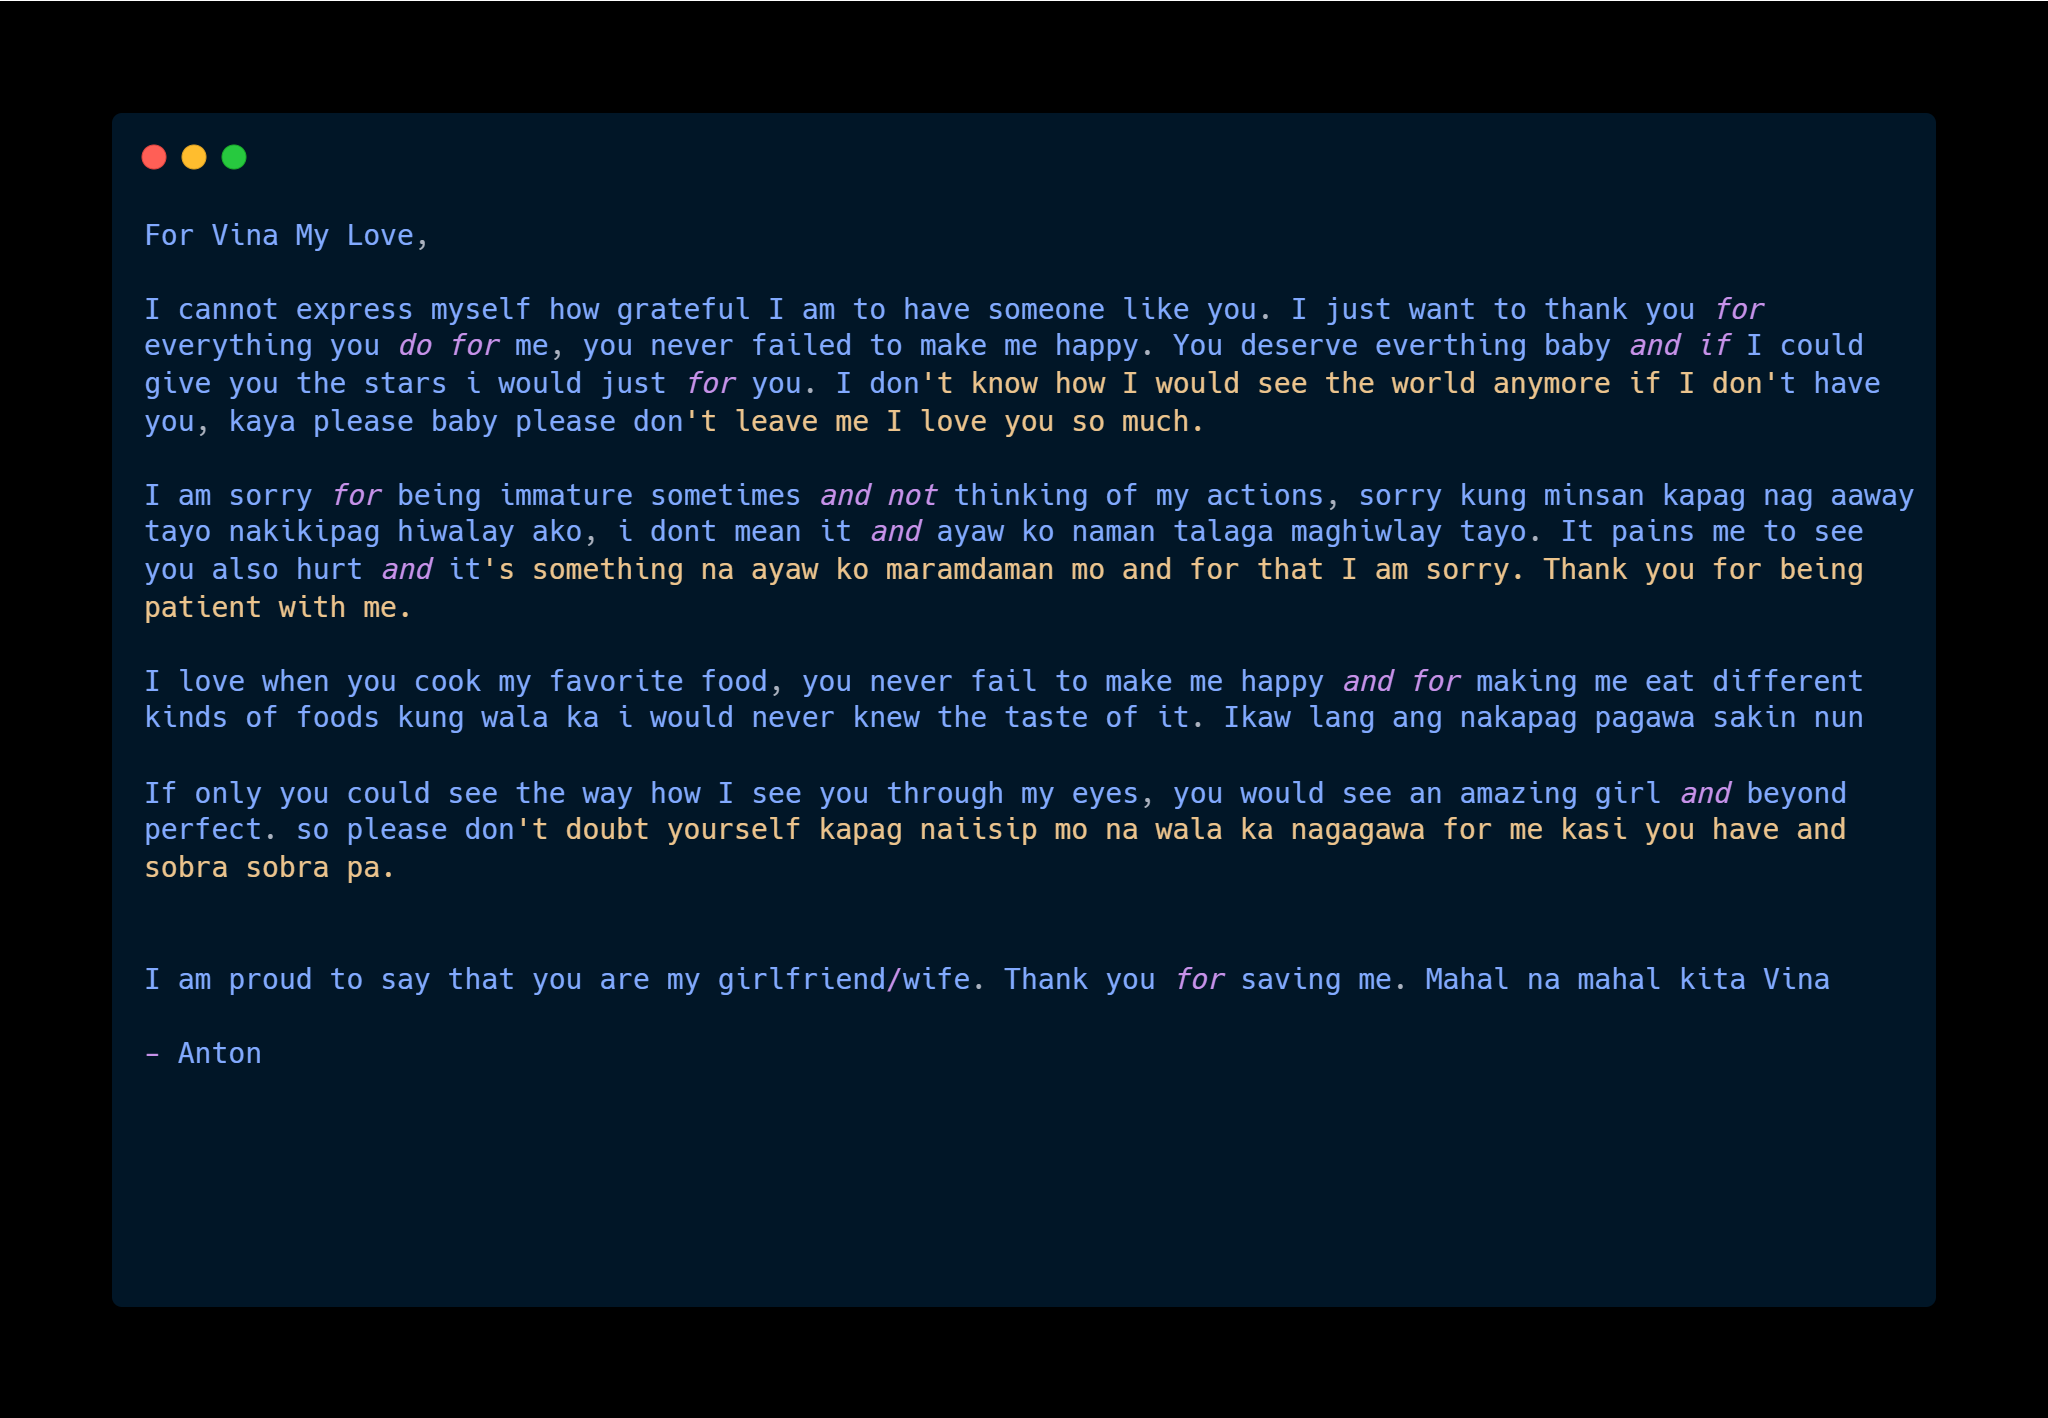 For Vina My Love,
I cannot express myself how grateful I am to have someone like you. I just want to thank you for
everything you do for me, you never failed to make me happy. You deserve everthing baby and if I could
give you the stars i would just for you. I don't know how I would see the world anymore if I don't have
you, kaya please baby please don't leave me I love you so much.
I am sorry for being immature sometimes and not thinking of my actions, sorry kung minsan kapag nag aaway
tayo nakikipag hiwalay ako, i dont mean it and ayaw ko naman talaga maghiwlay tayo. It pains me to see
you also hurt and it's something na ayaw ko maramdaman mo and for that I am sorry. Thank you for being
patient with me.
I love when you cook my favorite food, you never fail to make me happy and for making me eat different
kinds of foods kung wala ka i would never knew the taste of it. Ikaw lang ang nakapag pagawa sakin nun
If only you could see the way how I see you through my eyes, you would see an amazing girl and beyond
perfect. so please don't doubt yourself kapag naiisip mo na wala ka nagagawa for me kasi you have and
sobra sobra pa.
I am proud to say that you are my girlfriend/wife. Thank you for saving me. Mahal na mahal kita Vina
- Anton